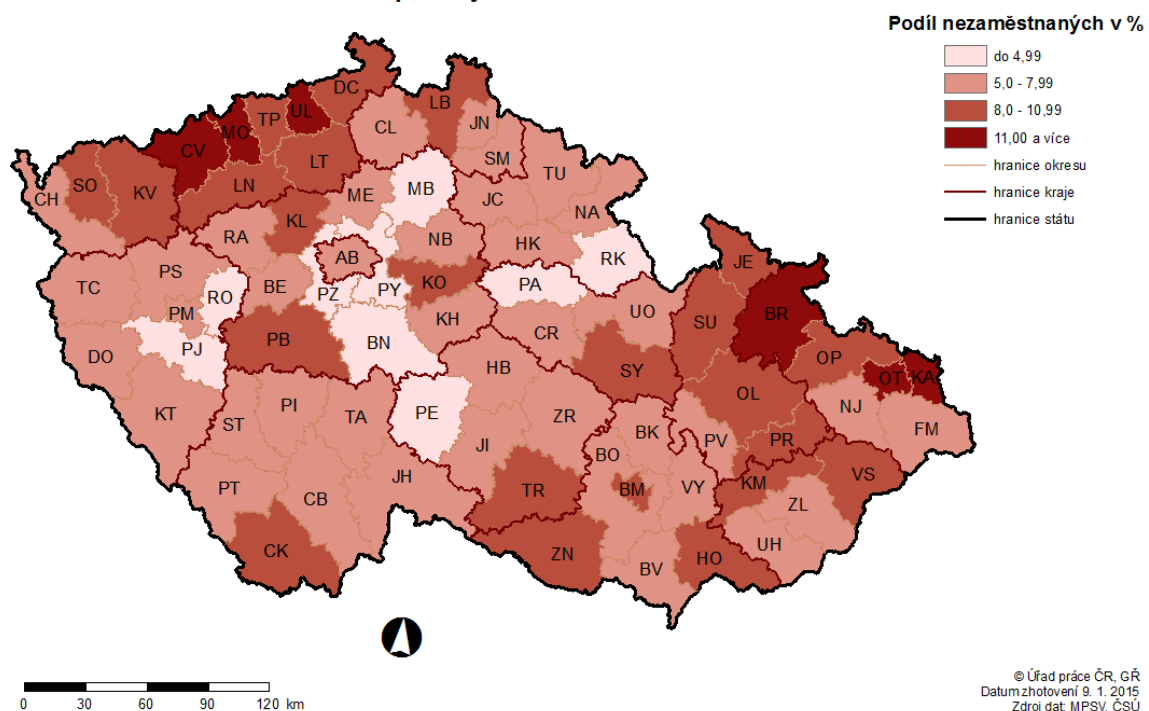 Podíl nezaměstnaných v %
do 4,99
5,0 - 7,99
8,0 - 10,99
11,00 a více
hranice okresu
hranice kraje
hranice státu
DC
LB
UL
TP
MO
CV
LT
CL
JN
SM
TU
CH
SO
KV
LN
ME
MB
JC
NA
KL
RA
NB
HK
RK
AB
JE
TC
PS
RO
BE
PZ
PY
KO
PA
PM
KH
CR
UO
SU
BR
DO
PJ
PB
BN
HB
SY
OP
OT
KA
KT
ST
PI
TA
PE
ZR
OL
NJ
FM
JI
BK
PV
PR
BO
PT
CB
JH
TR
BM
VY
KM
VS
ZL
CK
ZN
BV
HO
UH
0 30 60 90 120 km
© Úřad práce ČR, GŘ
Datum zhotovení 9. 1. 2015
Zdroj dat: MPSV, ČSÚ